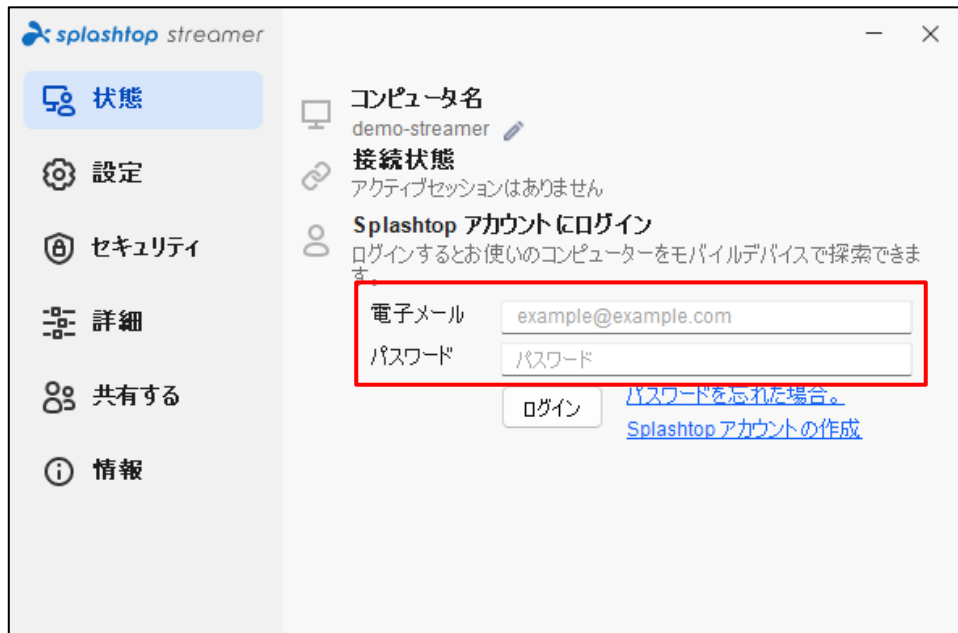 splashtop streamer
状態
設定
セキュリティ
詳細
共有する
情報
コンピュータ名
demo-streamer
接続状態
アクティブセッションはありません
Splashtop アカウントにログイン
ログインするとお使いのコンピューターをモバイルデバイスで探索できま
す。
電子メール
example@example.com
パスワード
パスワード
ログイン
パスワードを忘れた場合。
Splashtop アカウントの作成